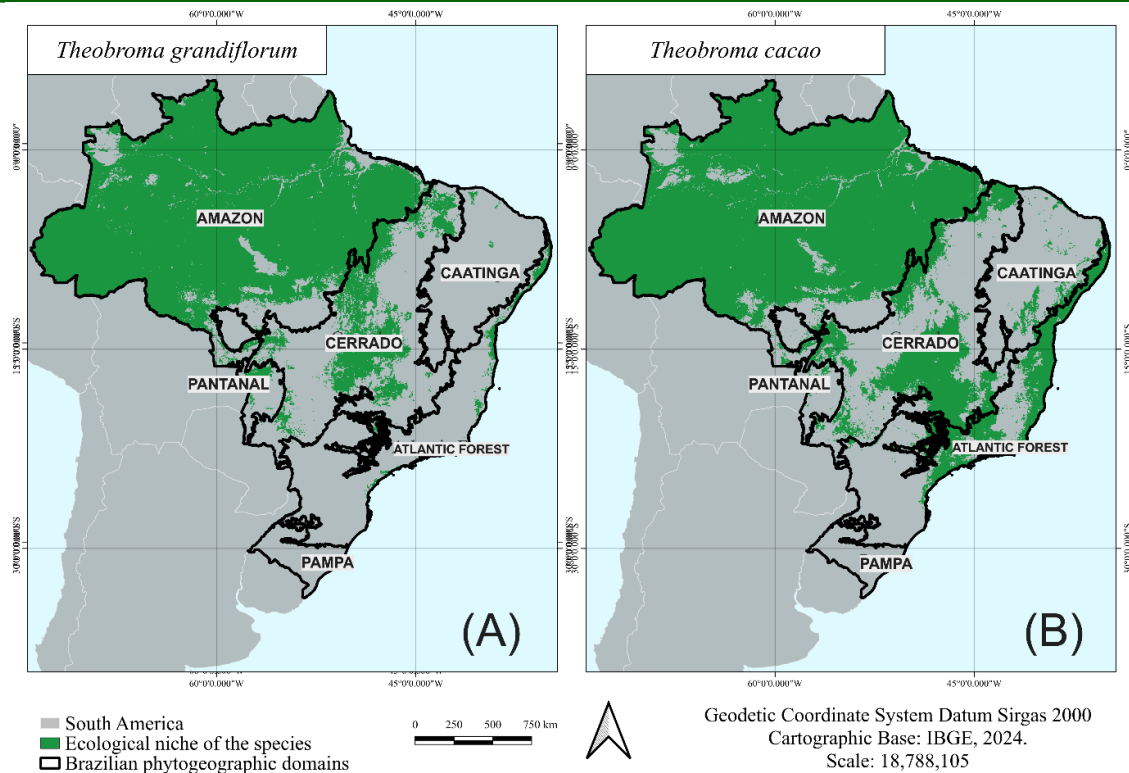 60°0'0.000"W 45°0'0.000"W 60°0'0.000"W 45°0'0.000"W
Theobroma grandiflorum
Theobroma cacao
AMAZON
CAATINGA
CERRADO
PANTANAL
ATLANTIC FOREST
PAMPA
(A)
AMAZON
CAATINGA
CERRADO
PANTANAL
ATLANTIC FOREST
PAMPA
(B)
60°0'0.000"W 45°0'0.000"W 60°0'0.000"W 45°0'0.000"W
South America
Ecological niche of the species
Brazilian phytogeographic domains
0 250 500 750 km
Geodetic Coordinate System Datum Sirgas 2000
Cartographic Base: IBGE, 2024.
Scale: 18,788,105